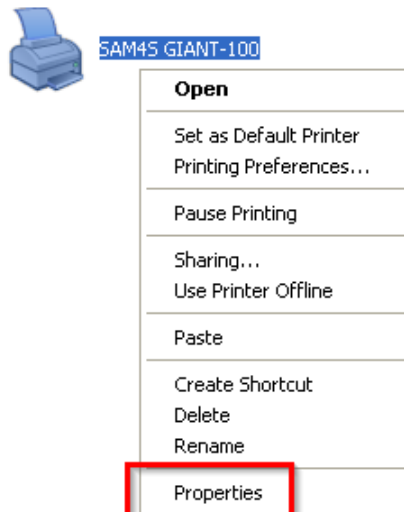 SAM4S GIANT-100
Open
Set as Default Printer
Printing Preferences...
Pause Printing
Sharing...
Use Printer Offline
Paste
Create Shortcut
Delete
Rename
Properties